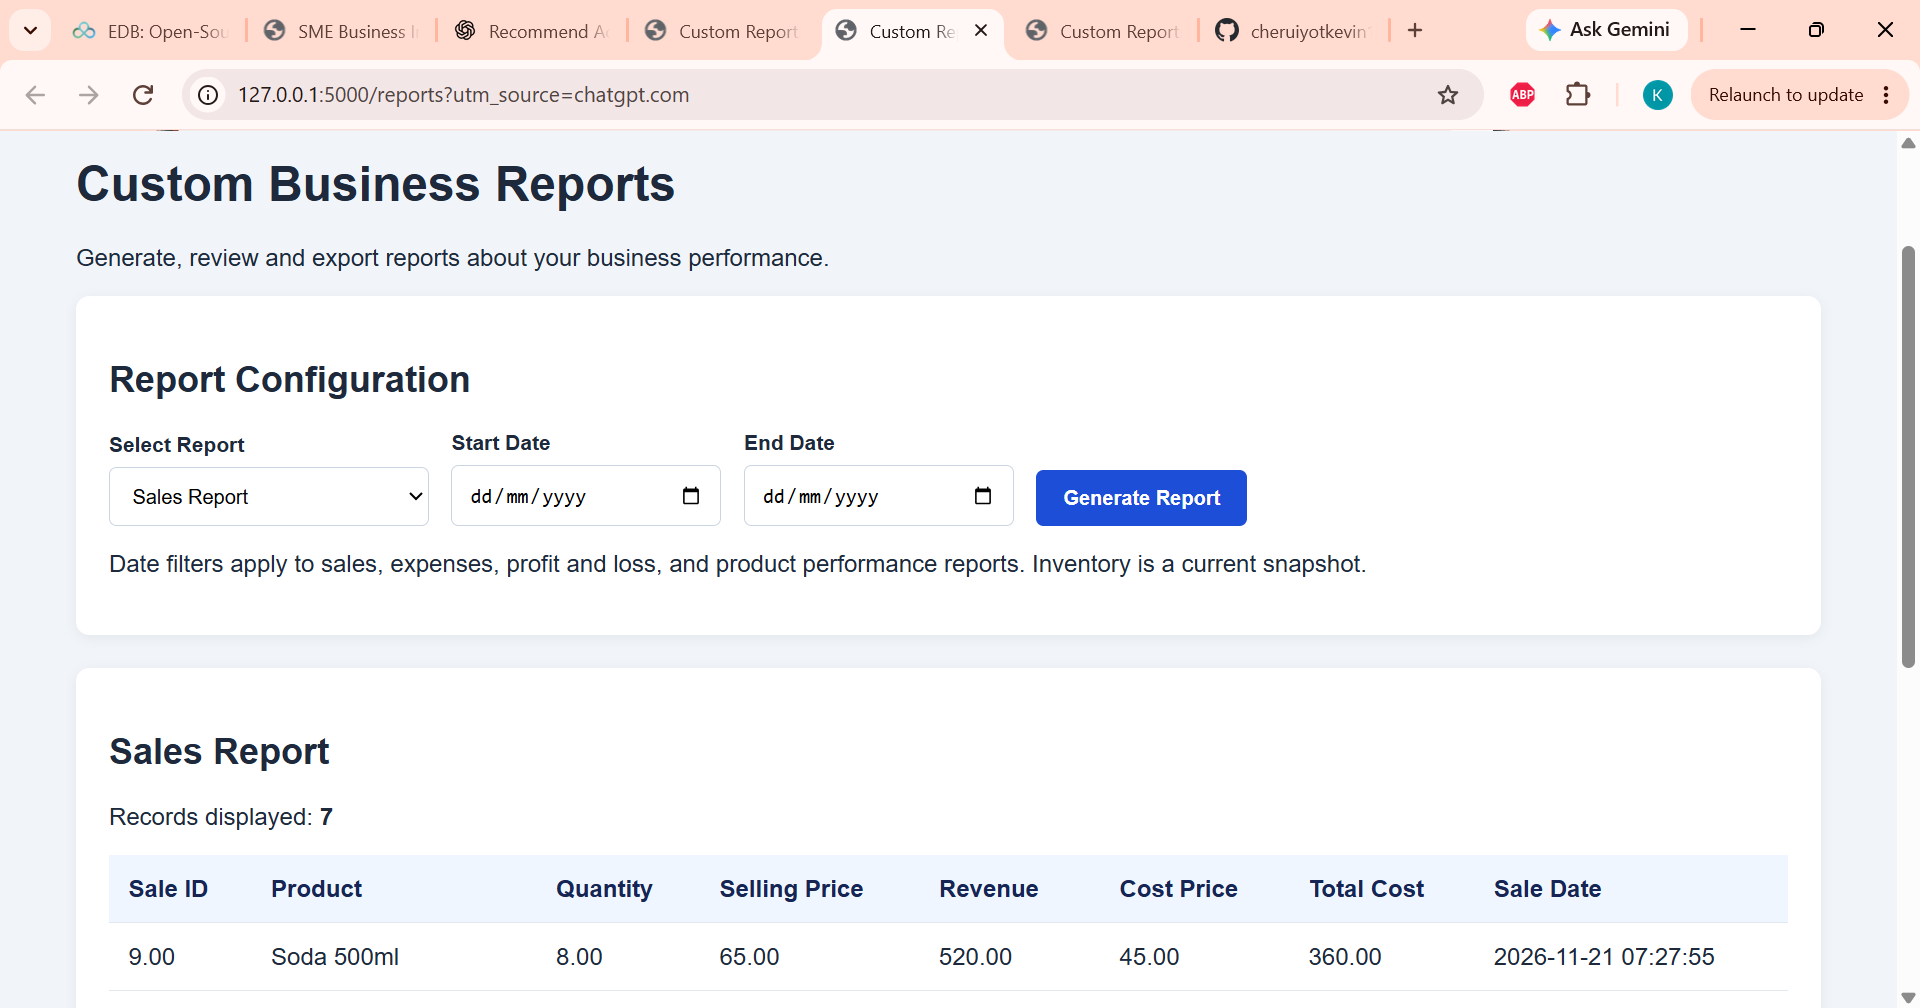 EDB: Open-Sou
SME Business I
Recommend A
Custom Report
Custom Re
Custom Report
cheruiyotkevin
Ask Gemini
127.0.0.1:5000/reports?utm_source=chatgpt.com
ABP
K
Relaunch to update
Custom Business Reports
Generate, review and export reports about your business performance.
Report Configuration
Select Report
Start Date
End Date
Sales Report
dd/mm/yyyy
dd/mm/yyyy
Generate Report
Date filters apply to sales, expenses, profit and loss, and product performance reports. Inventory is a current snapshot.
Sales Report
Records displayed: 7
Sale ID Product Quantity Selling Price Revenue Cost Price Total Cost Sale Date
9.00 Soda 500ml 8.00 65.00 520.00 45.00 360.00 2026-11-21 07:27:55